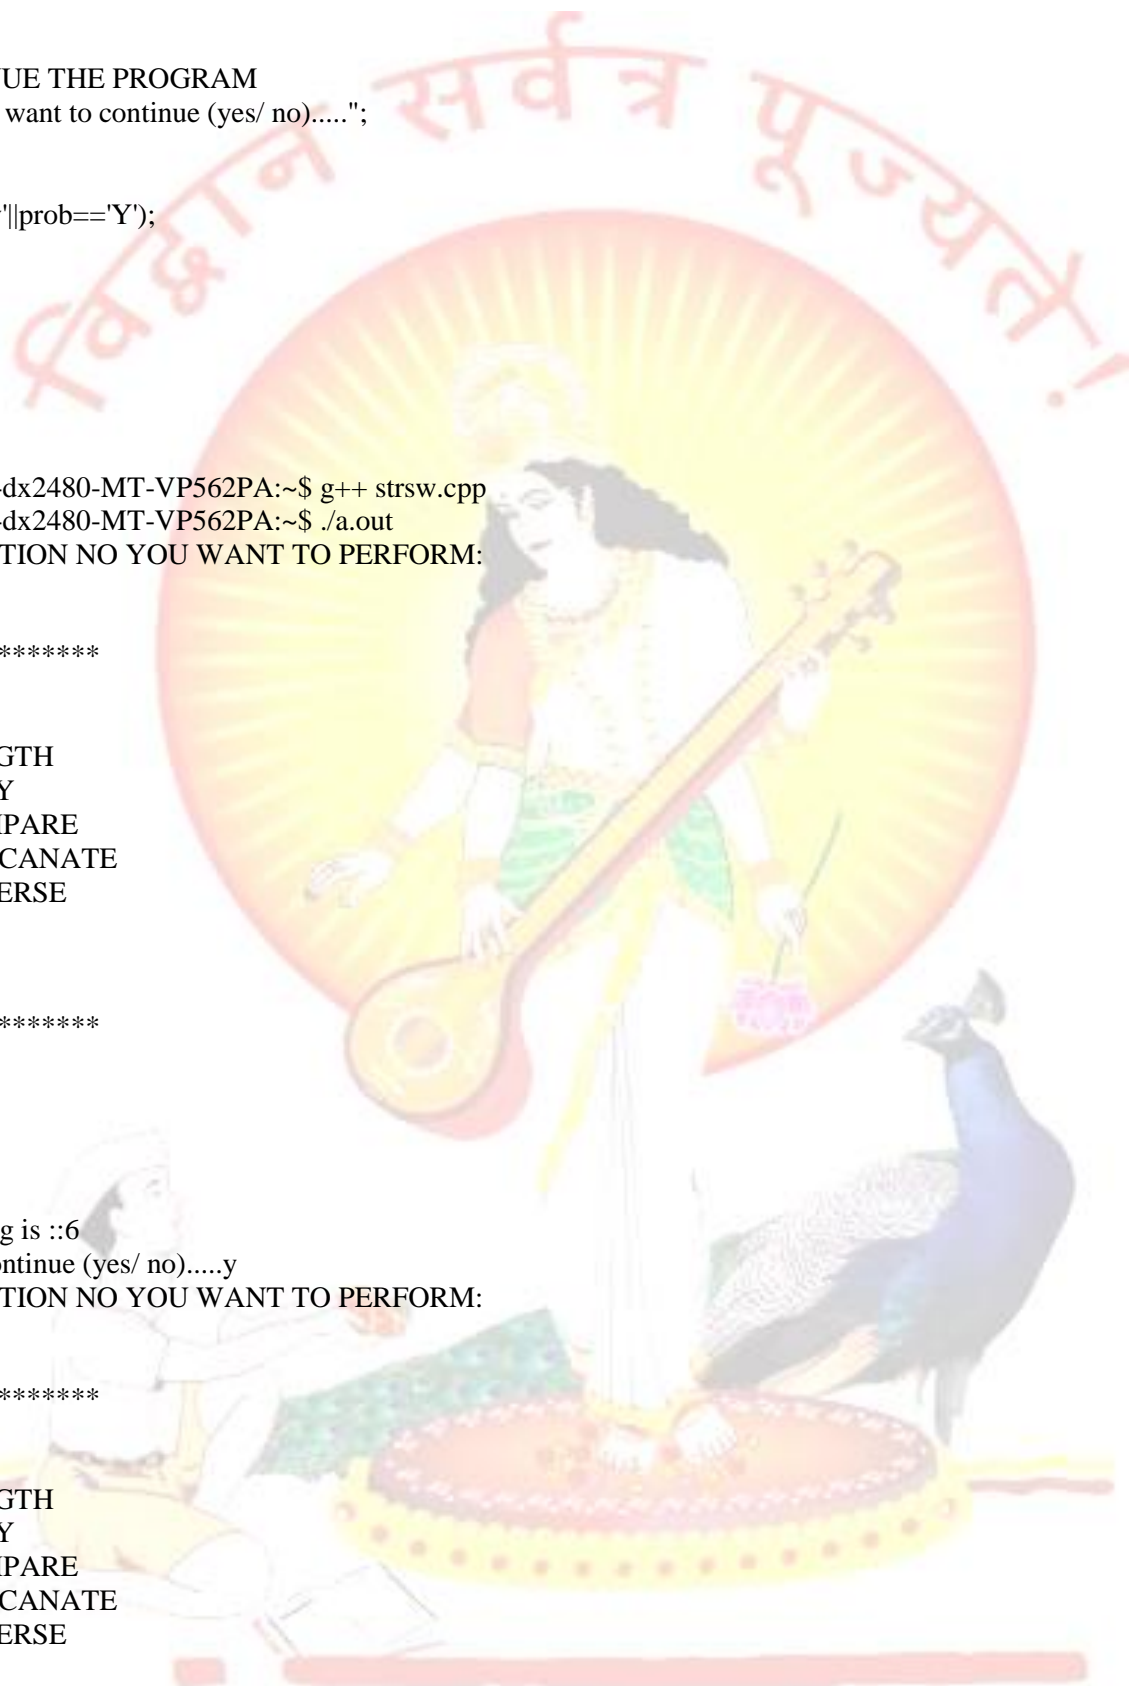 विद्वान सर्वत्र पूज्यते!
UE THE PROGRAM
want to continue (yes/ no).....";
'||prob=='Y');
-dx2480-MT-VP562PA:~$ g++ strsw.cpp
-dx2480-MT-VP562PA:~$ ./a.out
TION NO YOU WANT TO PERFORM:
*******
GTH
Y
IPARE
CANATE
ERSE
*******
g is ::6
ontinue (yes/ no).....y
TION NO YOU WANT TO PERFORM:
*******
GTH
Y
IPARE
CANATE
ERSE